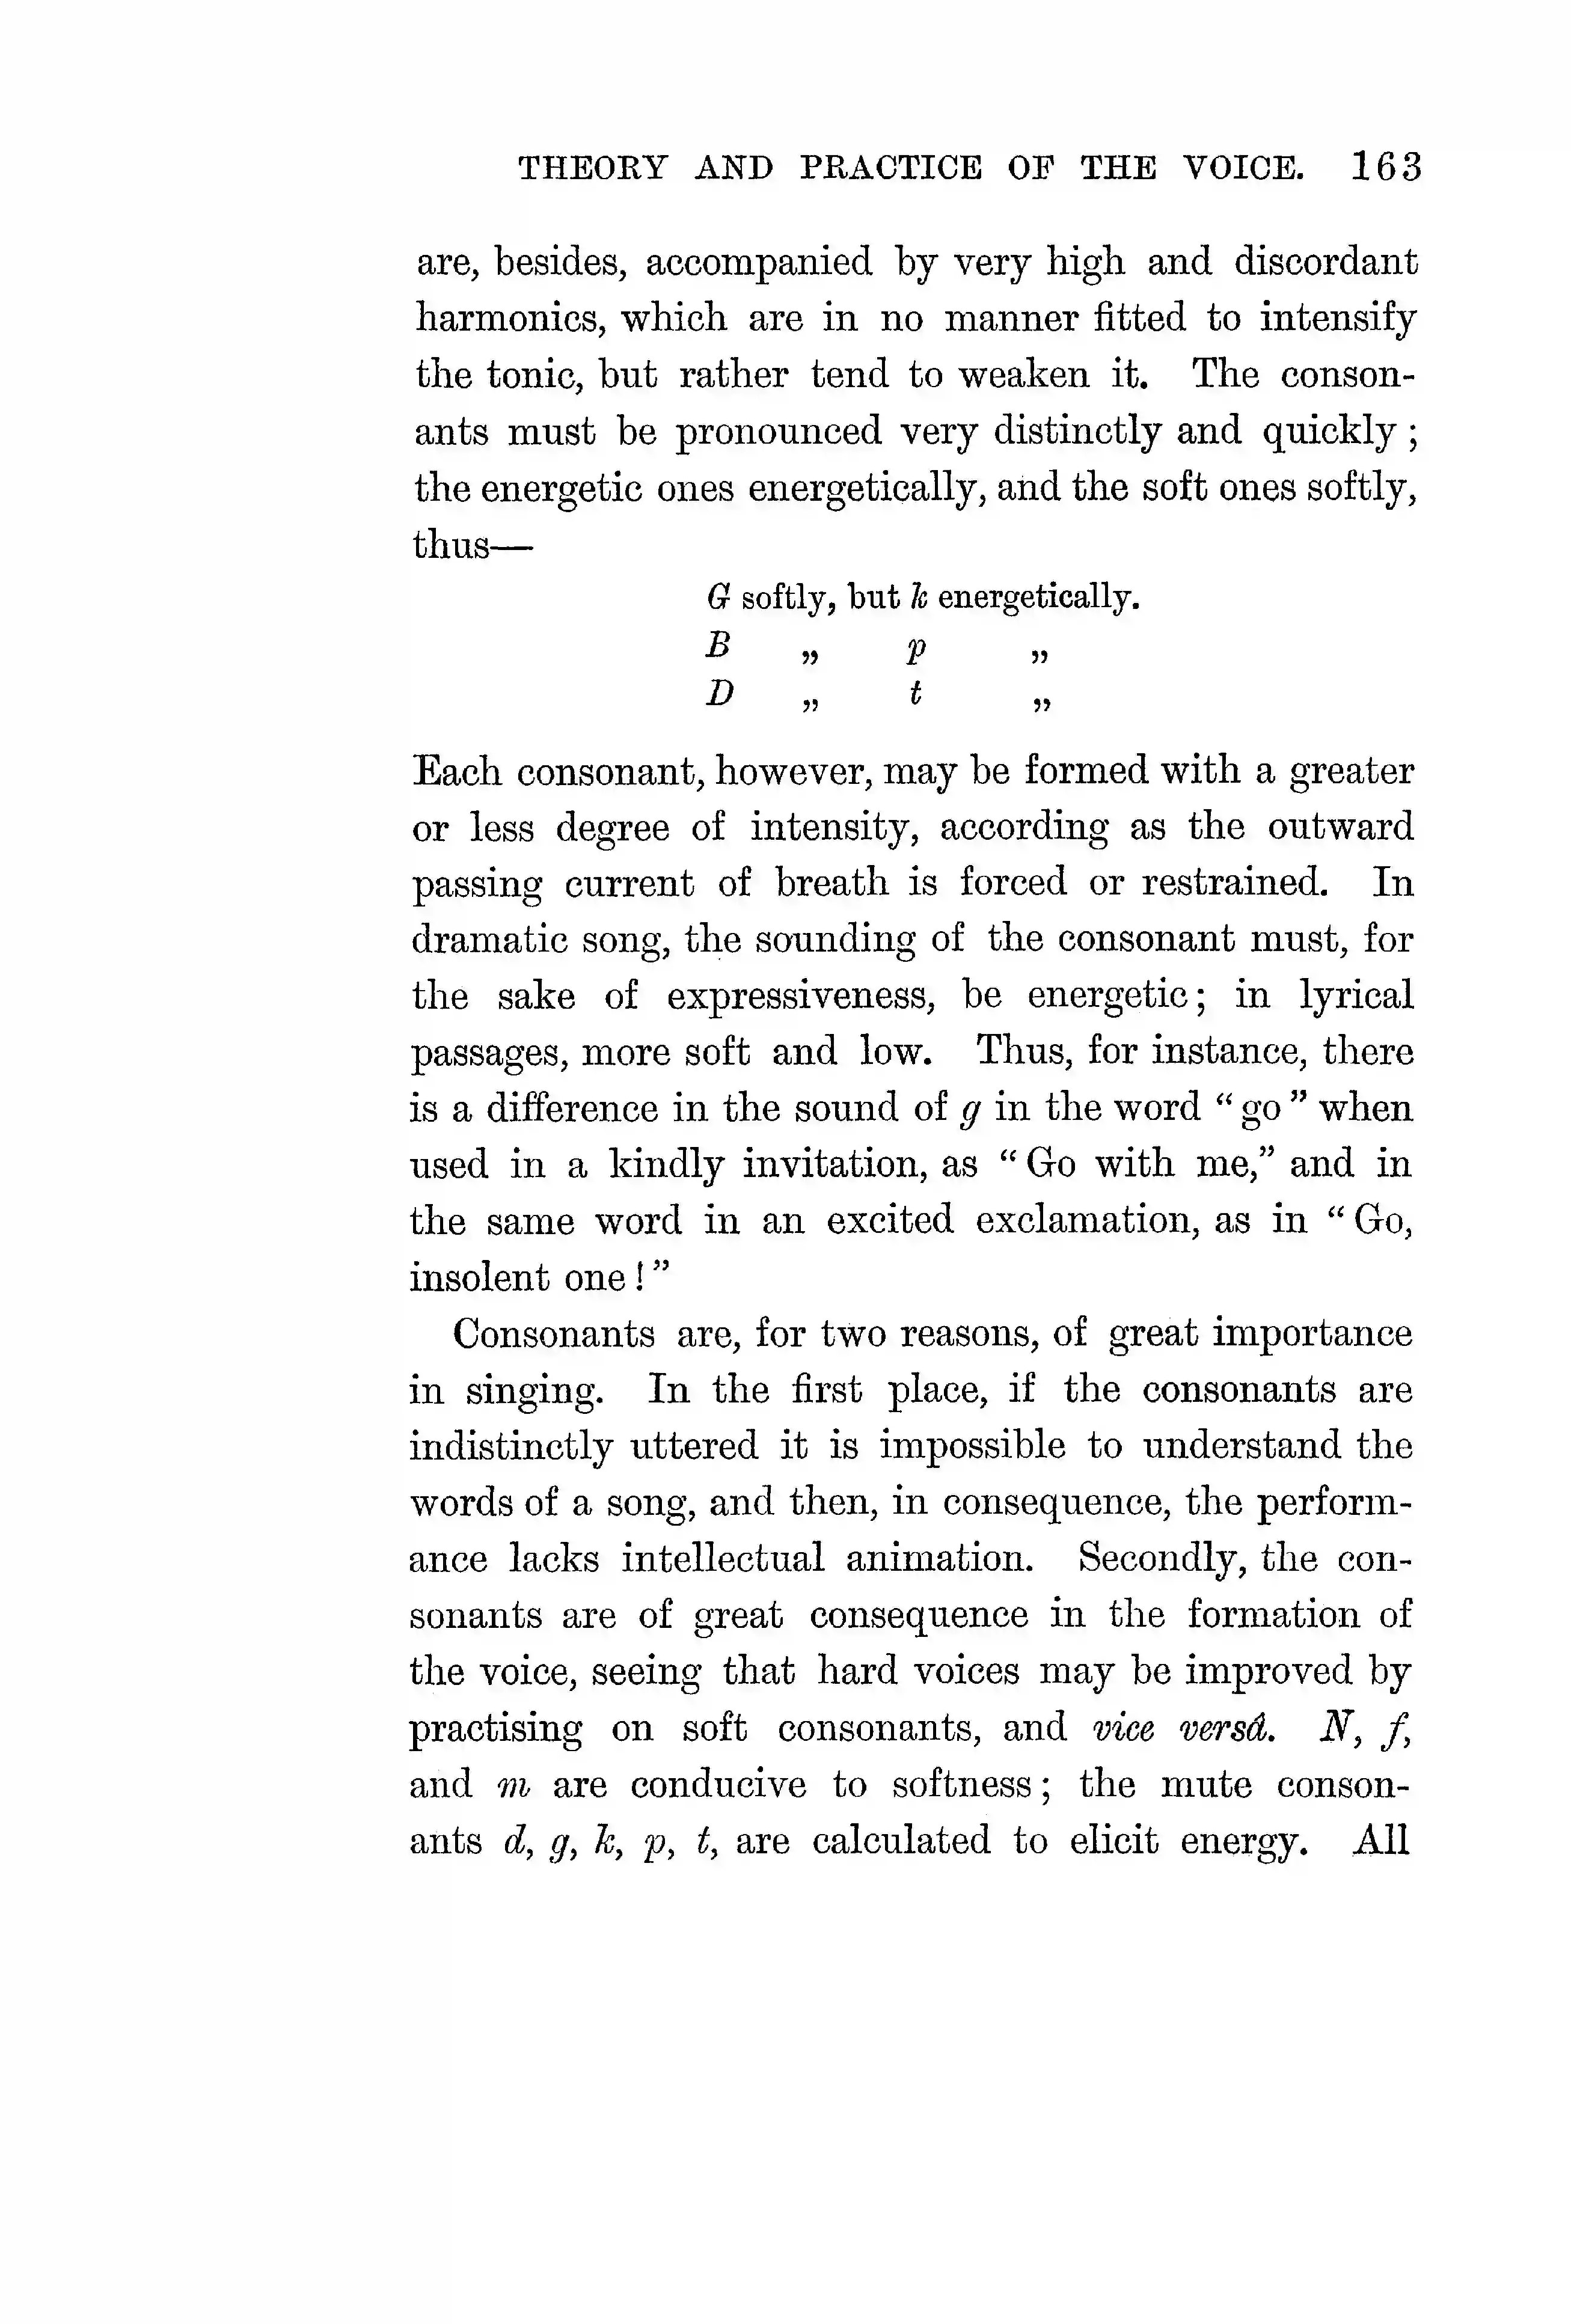 THEORY AND PRACTICE OF THE VOICE. 163
are, besides, accompanied by very high and discordant
harmonics, which are in no manner fitted to intensify
the tonic, but rather tend to weaken it. The conson-
ants must be pronounced very distinctly and quickly;
the energetic ones energetically, and the soft ones softly,
thus—
G softly, but k energetically.
B „ p „
D „ t „
Each consonant, however, may be formed with a greater
or less degree of intensity, according as the outward
passing current of breath is forced or restrained. In
dramatic song, the sounding of the consonant must, for
the sake of expressiveness, be energetic; in lyrical
passages, more soft and low. Thus, for instance, there
is a difference in the sound of g in the word “go” when
used in a kindly invitation, as “Go with me,” and in
the same word in an excited exclamation, as in “Go,
insolent one!”
Consonants are, for two reasons, of great importance
in singing. In the first place, if the consonants are
indistinctly uttered it is impossible to understand the
words of a song, and then, in consequence, the perform-
ance lacks intellectual animation. Secondly, the con-
sonants are of great consequence in the formation of
the voice, seeing that hard voices may be improved by
practising on soft consonants, and vice versâ. N, f,
and m are conducive to softness; the mute conson-
ants d, g, k, p, t, are calculated to elicit energy. All